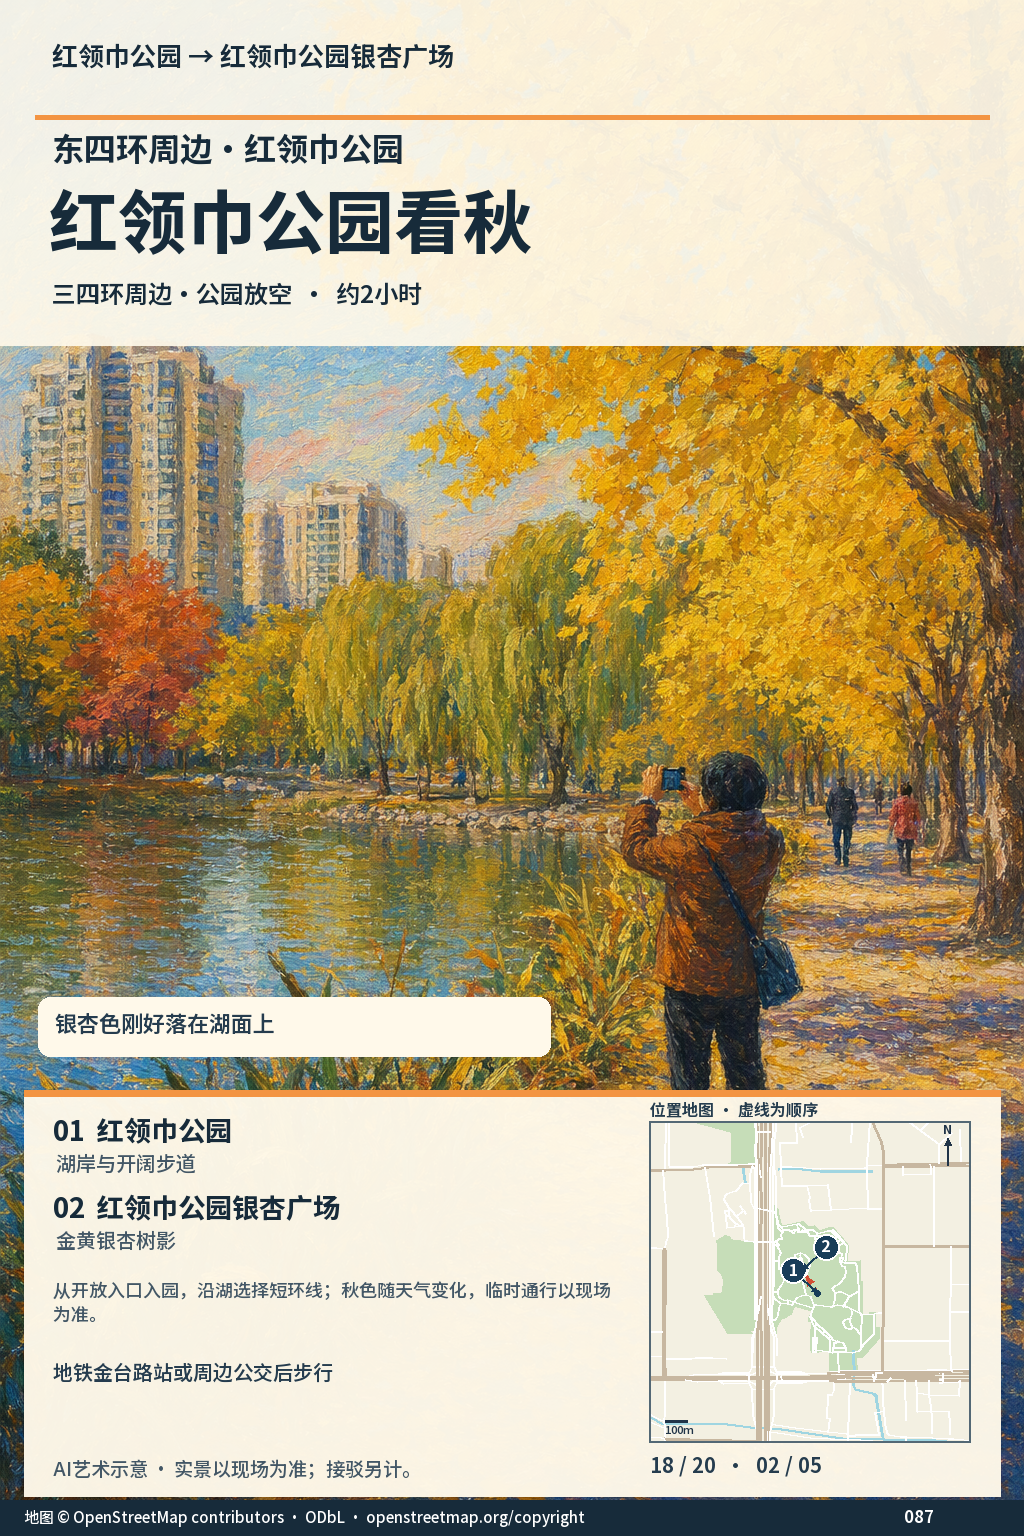 红领巾公园 → 红领巾公园银杏广场
东四环周边·红领巾公园
红领巾公园看秋
三四环周边·公园放空 · 约2小时
银杏色刚好落在湖面上
01 红领巾公园
湖岸与开阔步道
02 红领巾公园银杏广场
金黄银杏树影
从开放入口入园，沿湖选择短环线；秋色随天气变化，临时通行以现场
为准。
地铁金台路站或周边公交后步行
AI艺术示意 · 实景以现场为准；接驳另计。
位置地图 · 虚线为顺序
N
2
1
100m
18 / 20 · 02 / 05
地图 © OpenStreetMap contributors · ODbL · openstreetmap.org/copyright
087